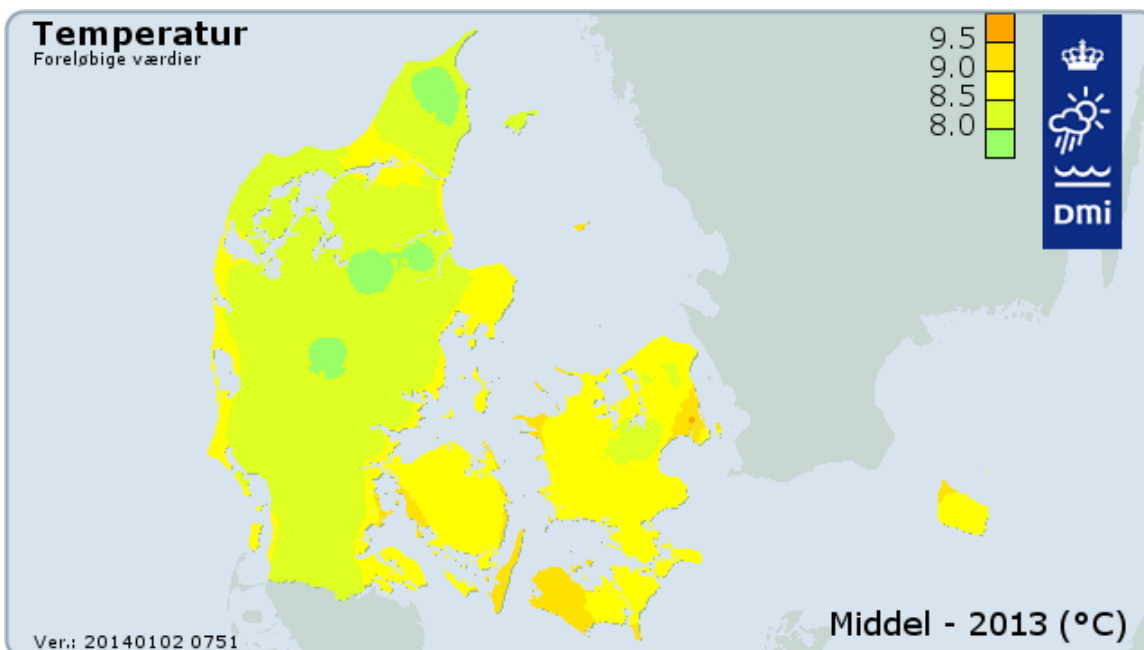 Temperatur
Foreløbige værdier
9.5
9.0
8.5
8.0
DMi
Middel - 2013 (°C)
Ver.: 20140102 0751